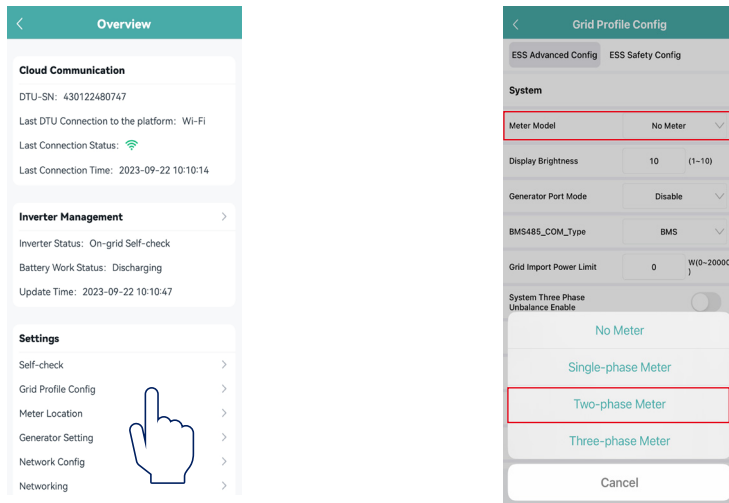 Overview
Cloud Communication
DTU-SN: 430122480747
Last DTU Connection to the platform: Wi-Fi
Last Connection Status:
Last Connection Time: 2023-09-22 10:10:14
Inverter Management
Inverter Status: On-grid Self-check
Battery Work Status: Discharging
Update Time: 2023-09-22 10:10:47
Settings
Self-check
Grid Profile Config
Meter Location
Generator Setting
Network Config
Networking
Grid Profile Config
ESS Advanced Config ESS Safety Config
System
Meter Model No Meter
Display Brightness 10 (1~10)
Generator Port Mode Disable
BMS485_COM_Type BMS
Grid Import Power Limit 0 W(0~20000
)
System Three Phase
Unbalance Enable
No Meter
Single-phase Meter
Two-phase Meter
Three-phase Meter
Cancel